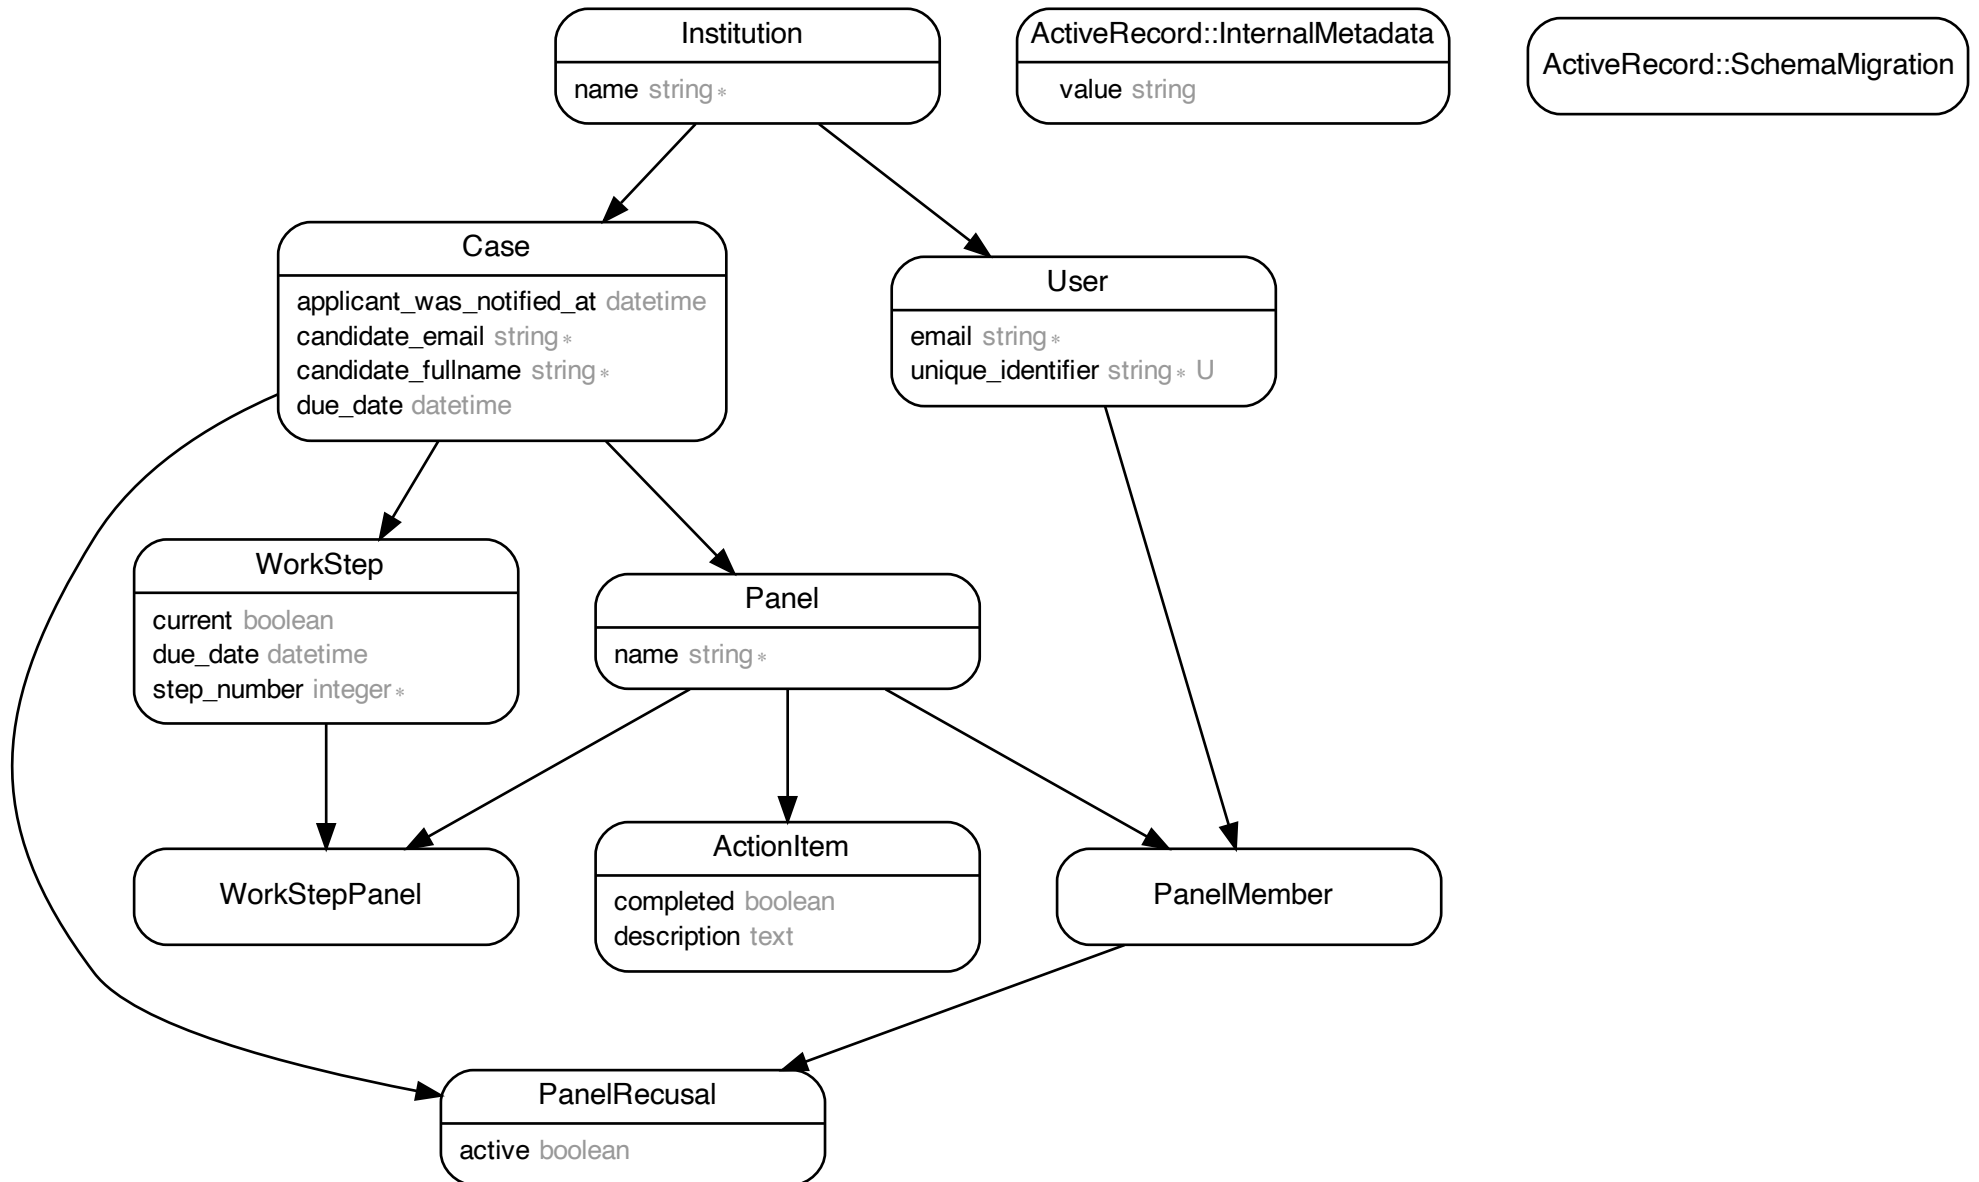 Institution
name string*
ActiveRecord::InternalMetadata
value string
ActiveRecord::SchemaMigration
Case
applicant_was_notified_at datetime
candidate_email string*
candidate_fullname string*
due_date datetime
User
email string*
unique_identifier string* U
WorkStep
current boolean
due_date datetime
step_number integer*
Panel
name string*
WorkStepPanel
ActionItem
completed boolean
description text
PanelMember
PanelRecusal
active boolean